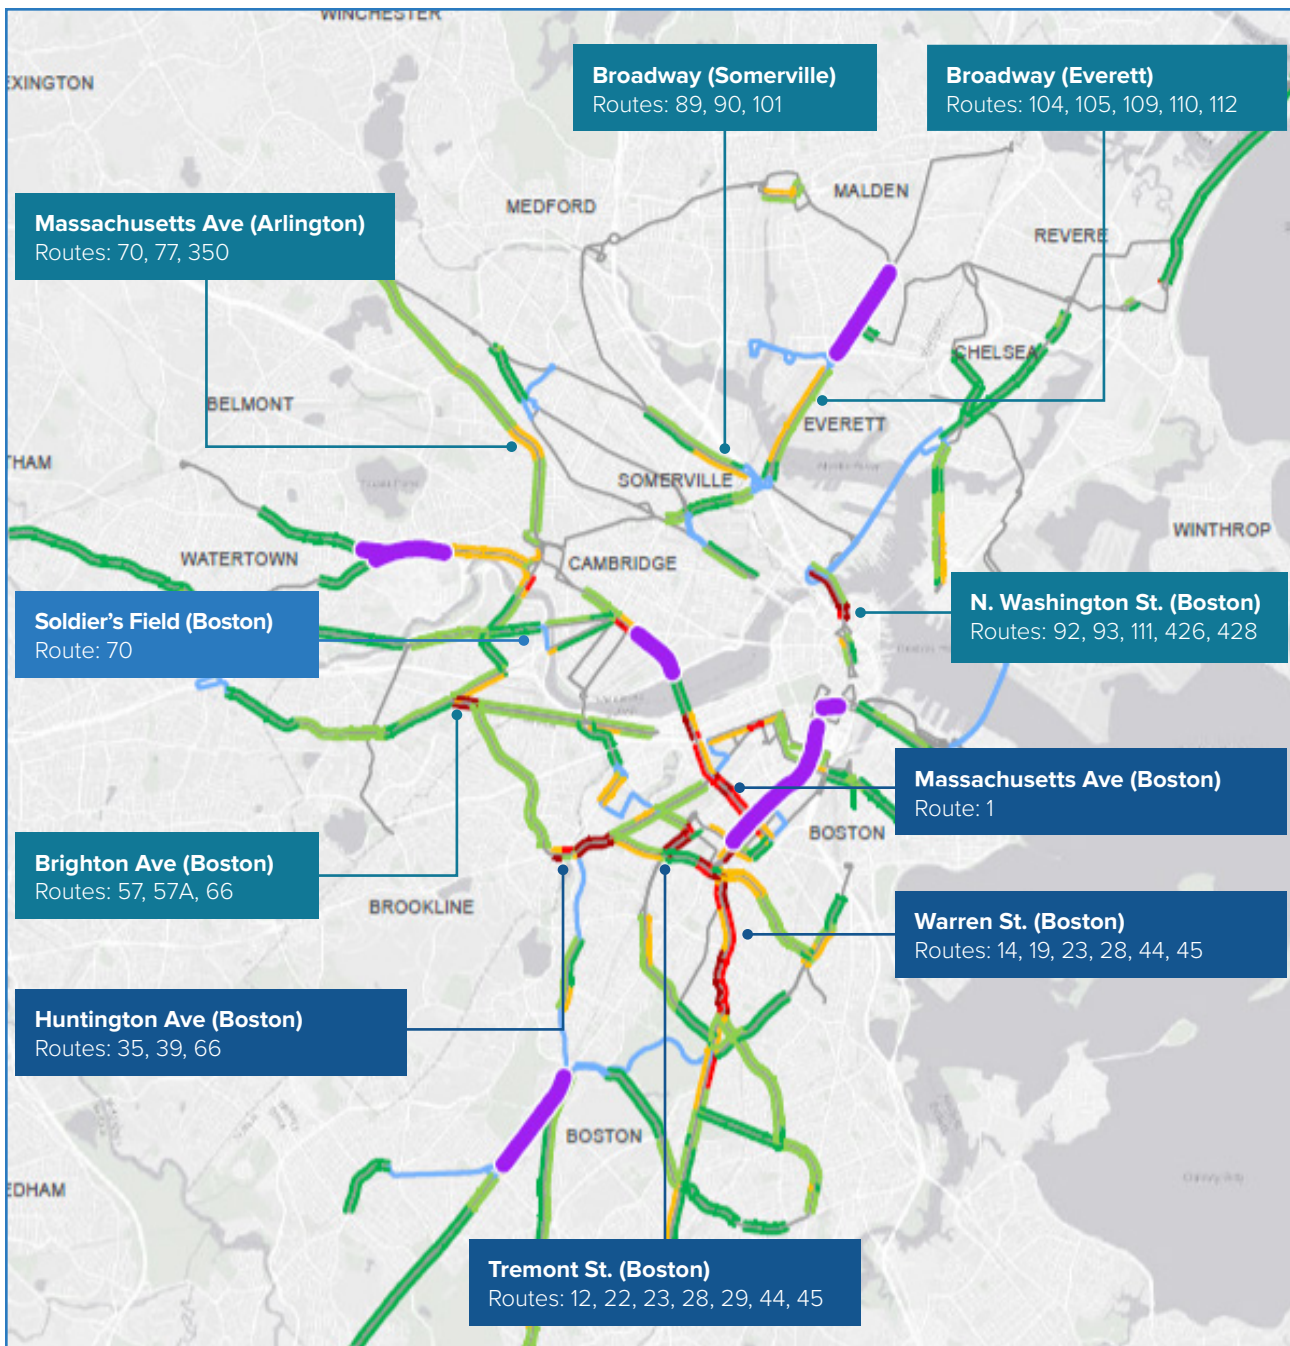 WINCHESTER
EXINGTON
Broadway (Somerville)
Routes: 89, 90, 101
Broadway (Everett)
Routes: 104, 105, 109, 110, 112
MALDEN
MEDFORD
Massachusetts Ave (Arlington)
Routes: 70, 77, 350
REVERE
CHELSEA
BELMONT
EVERETT
THAM
SOMERVILLE
WINTHROP
WATERTOWN
CAMBRIDGE
Soldier's Field (Boston)
Route: 70
N. Washington St. (Boston)
Routes: 92, 93, 111, 426, 428
Massachusetts Ave (Boston)
Route: 1
BOSTON
Brighton Ave (Boston)
Routes: 57, 57A, 66
BROOKLINE
Warren St. (Boston)
Routes: 14, 19, 23, 28, 44, 45
Huntington Ave (Boston)
Routes: 35, 39, 66
BOSTON
EDHAM
Tremont St. (Boston)
Routes: 12, 22, 23, 28, 29, 44, 45